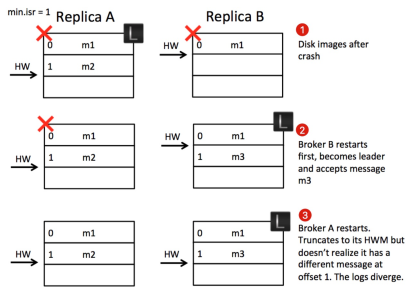 min.isr = 1
Replica A
Replica B
L
0 m1
HW
1 m2
0 m1
HW
1
Disk images after
crash
0 m1
HW
1 m2
L
HW
0 m1
1 m3
2
Broker B restarts
first, becomes leader
and accepts message
m3
0 m1
HW
1 m2
L
0 m1
HW
1 m3
3
Broker A restarts.
Truncates to its HWM but
doesn't realize it has a
different message at
offset 1. The logs diverge.